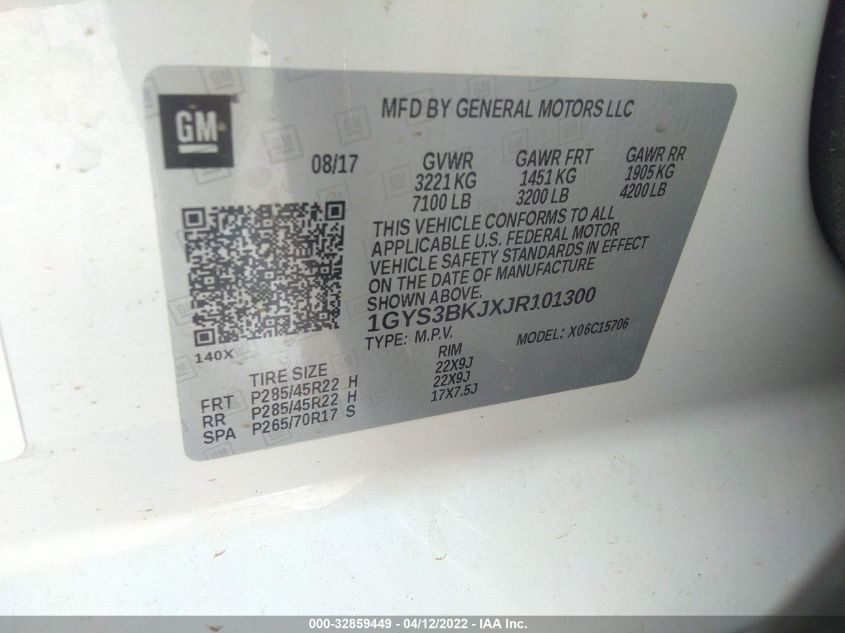 GM
MFD BY GENERAL MOTORS LLC
08/17
GVWR
3221 KG
7100 LB
GAWR FRT
1451 KG
3200 LB
GAWR RR
1905 KG
4200 LB
THIS VEHICLE CONFORMS TO ALL
APPLICABLE U.S. FEDERAL MOTOR
VEHICLE SAFETY STANDARDS IN EFFECT
ON THE DATE OF MANUFACTURE
SHOWN ABOVE.
1GYS3BKJXJR101300
TYPE: M.P.V. MODEL: X06C15706
140X
TIRE SIZE RIM
FRT P285/45R22 H 22X9J
RR P285/45R22 H 22X9J
SPA P265/70R17 S 17X7.5J
000-32859449 - 04/12/2022 - IAA Inc.